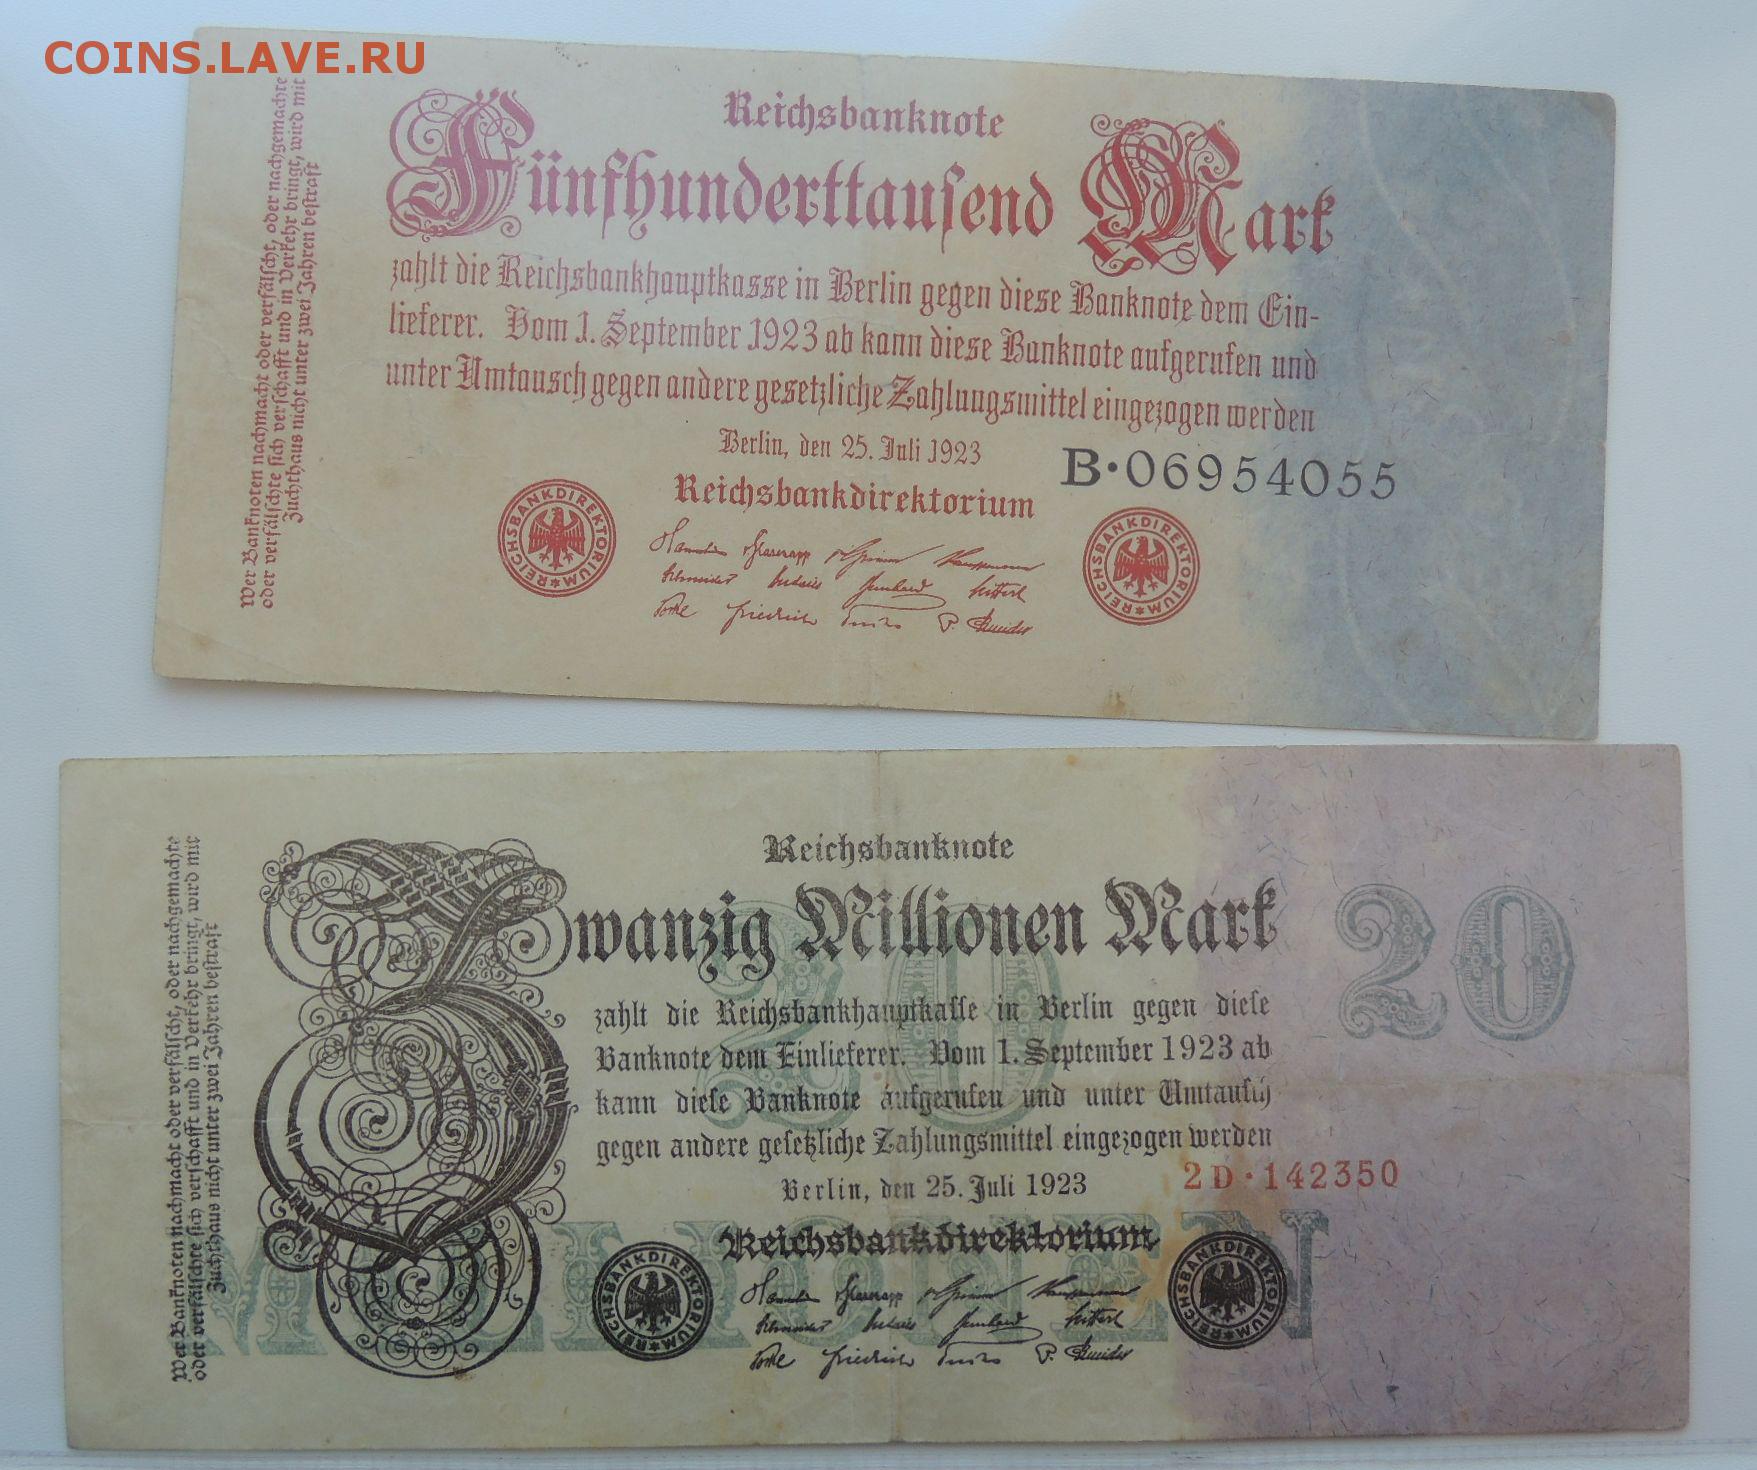 COINS.LAVE.RU
Wer Banknoten nachmacht oder verfälscht, oder nachgemachte
oder verfälschte sich verschafft und in Verkehr bringt, wird mit
Zuchthaus nicht unter zwei Jahren bestraft
Reichsbanknote
Fünfhunderttausend Mark
zahlt die Reichsbankhauptkasse in Berlin gegen diese Banknote dem Ein-
lieferer. Vom 1. September 1923 ab kann diese Banknote aufgerufen und
unter Umtausch gegen andere gesetzliche Zahlungsmittel eingezogen werden
Berlin, den 25. Juli 1923
B·06954055
Reichsbankdirektorium
REICHSBANKDIREKTORIUM
REICHSBANKDIREKTORIUM
Wer Banknoten nachmacht oder verfälscht, oder nachgemachte
oder verfälschte sich verschafft und in Verkehr bringt, wird mit
Zuchthaus nicht unter zwei Jahren bestraft
Reichsbanknote
Zwanzig Millionen Mark
20
20
zahlt die Reichsbankhauptkasse in Berlin gegen diese
Banknote dem Einlieferer. Vom 1. September 1923 ab
kann diese Banknote aufgerufen und unter Umtausch
gegen andere gesetzliche Zahlungsmittel eingezogen werden
Berlin, den 25. Juli 1923
2D·142350
MILLIONEN
Reichsbankdirektorium
REICHSBANKDIREKTORIUM
REICHSBANKDIREKTORIUM